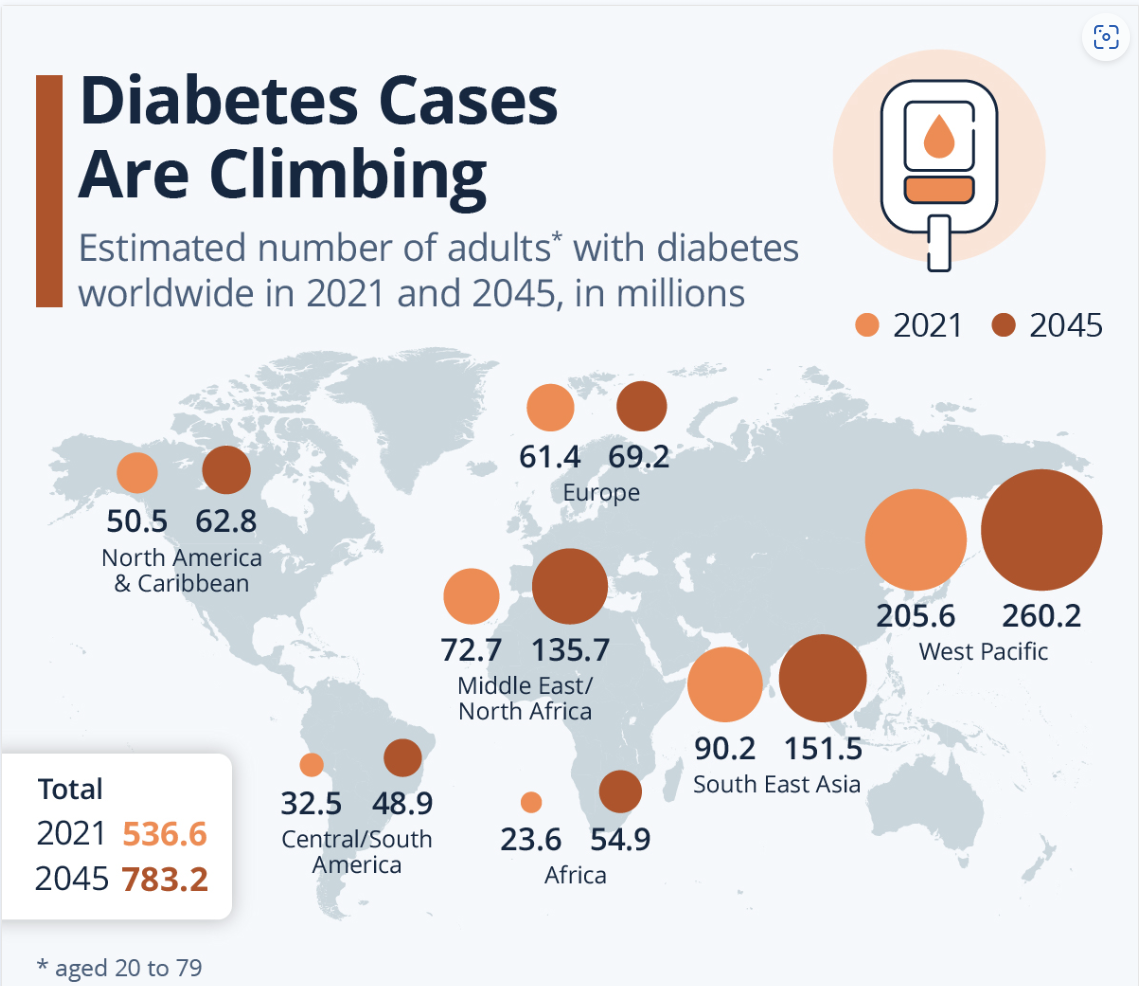 Diabetes Cases
Are Climbing
Estimated number of adults* with diabetes
worldwide in 2021 and 2045, in millions
2021 2045
61.4 69.2
Europe
50.5 62.8
North America
& Caribbean
205.6 260.2
West Pacific
72.7 135.7
Middle East/
North Africa
90.2 151.5
South East Asia
32.5 48.9
Central/South
America
23.6 54.9
Africa
Total
2021 536.6
2045 783.2
* aged 20 to 79